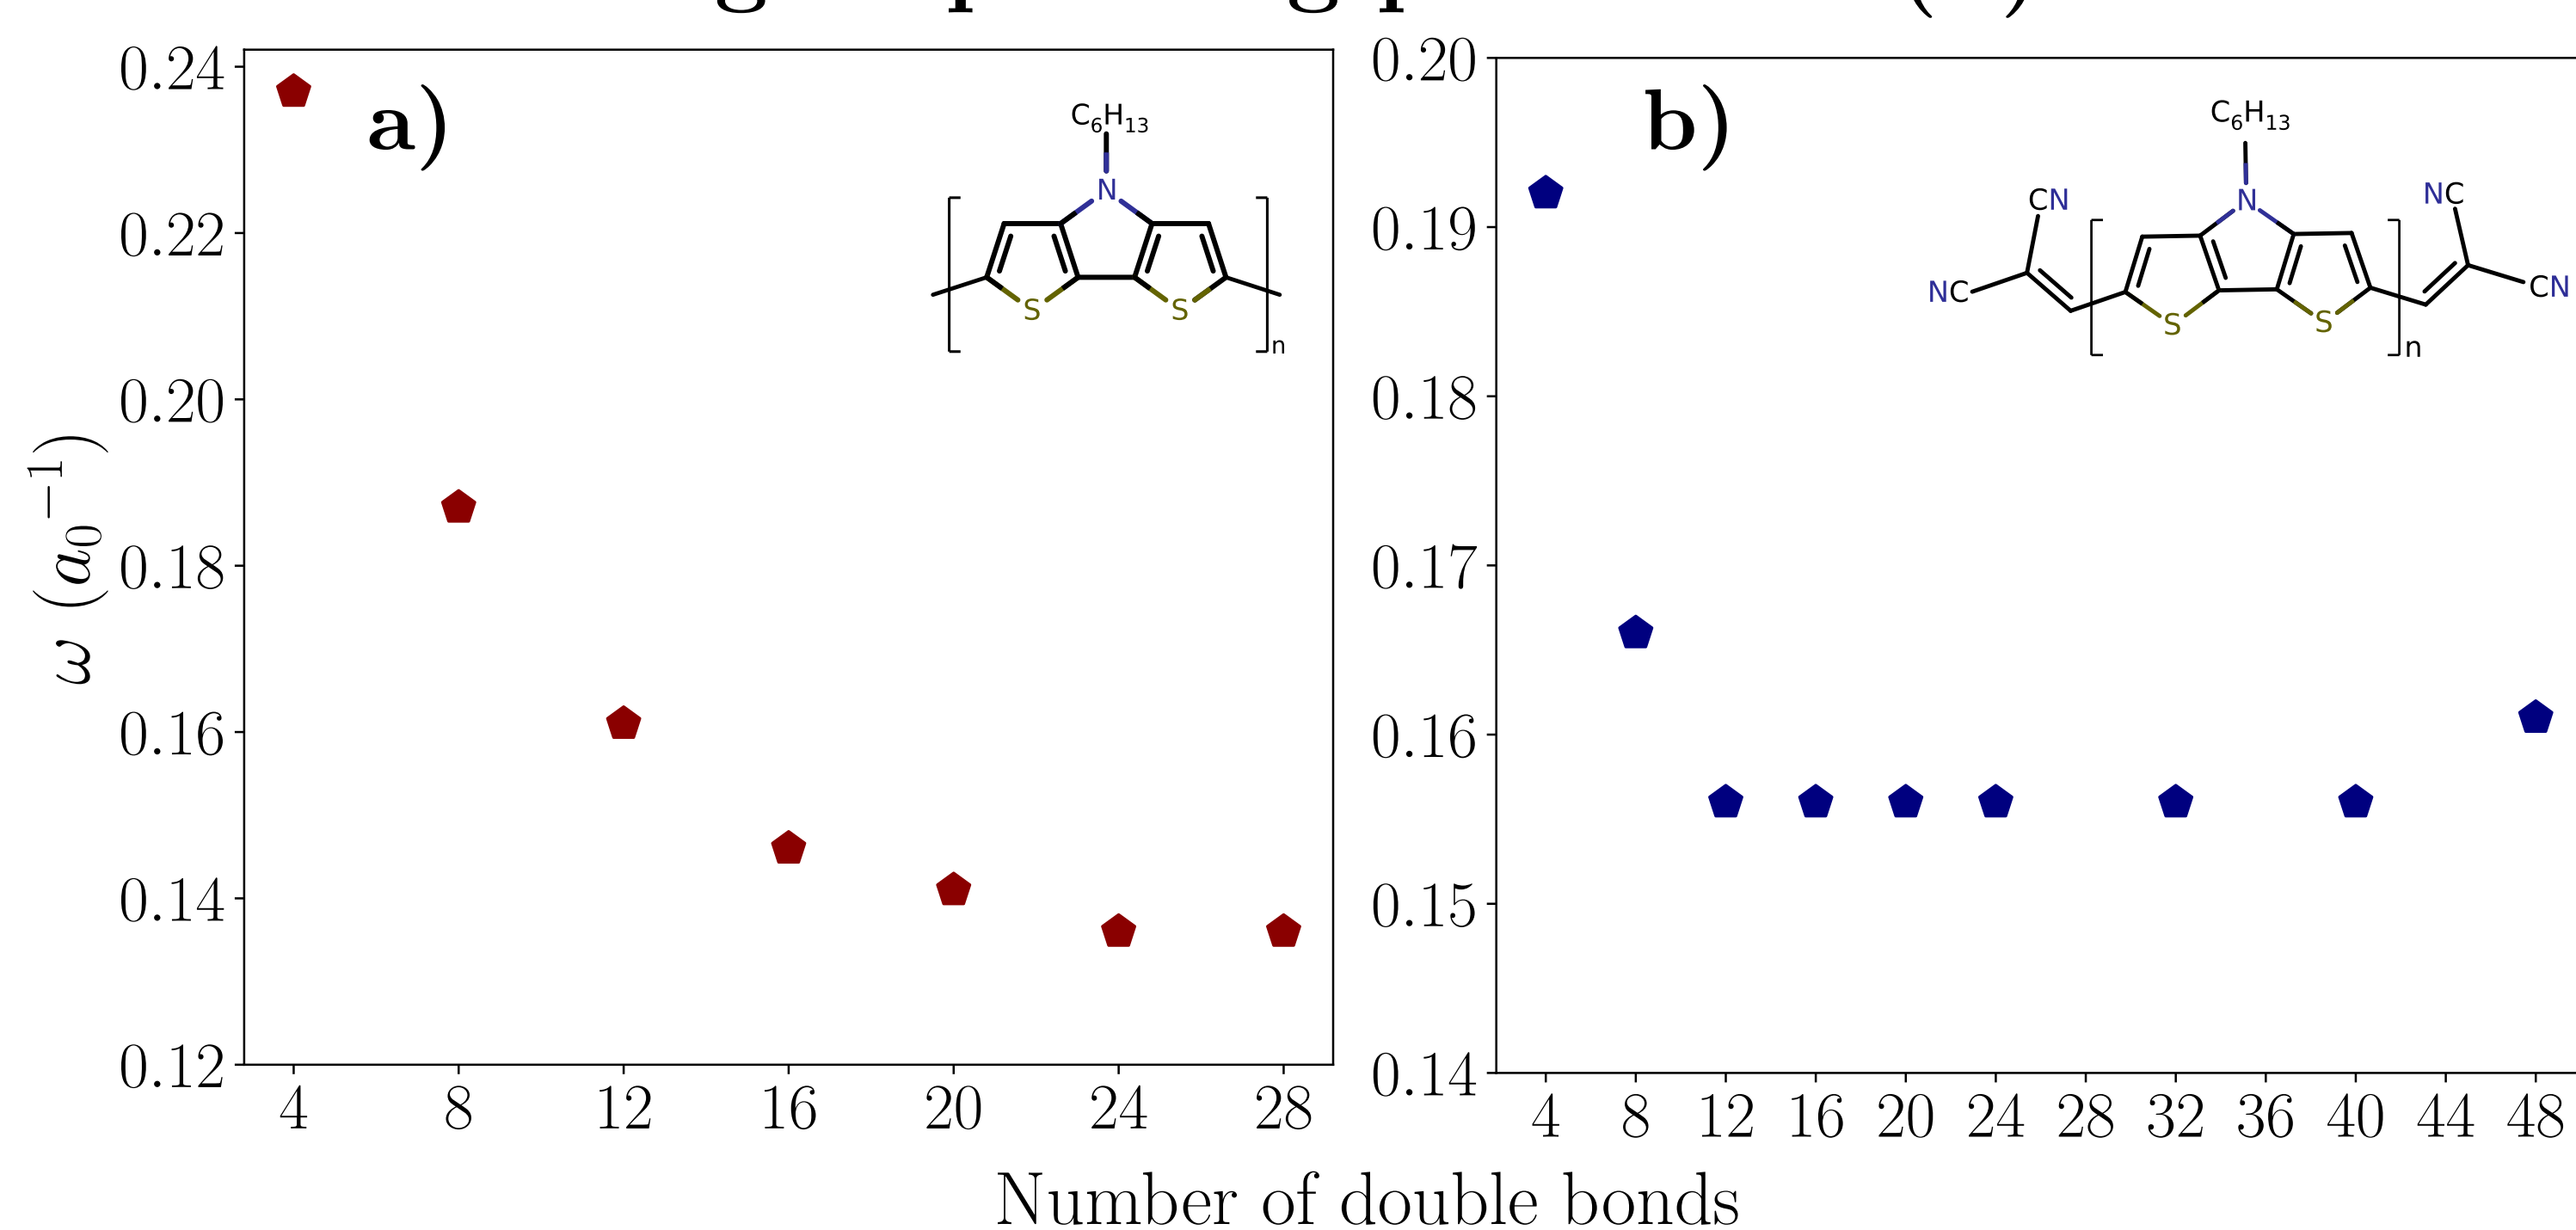 a)
b)
ω (a₀⁻¹)
0.24
0.22
0.20
0.18
0.16
0.14
0.12
4 8 12 16 20 24 28
C₆H₁₃
N
S S
n
0.20
0.19
0.18
0.17
0.16
0.15
0.14
4 8 12 16 20 24 28 32 36 40 44 48
C₆H₁₃
CN N NC
NC CN
S S
n
Number of double bonds